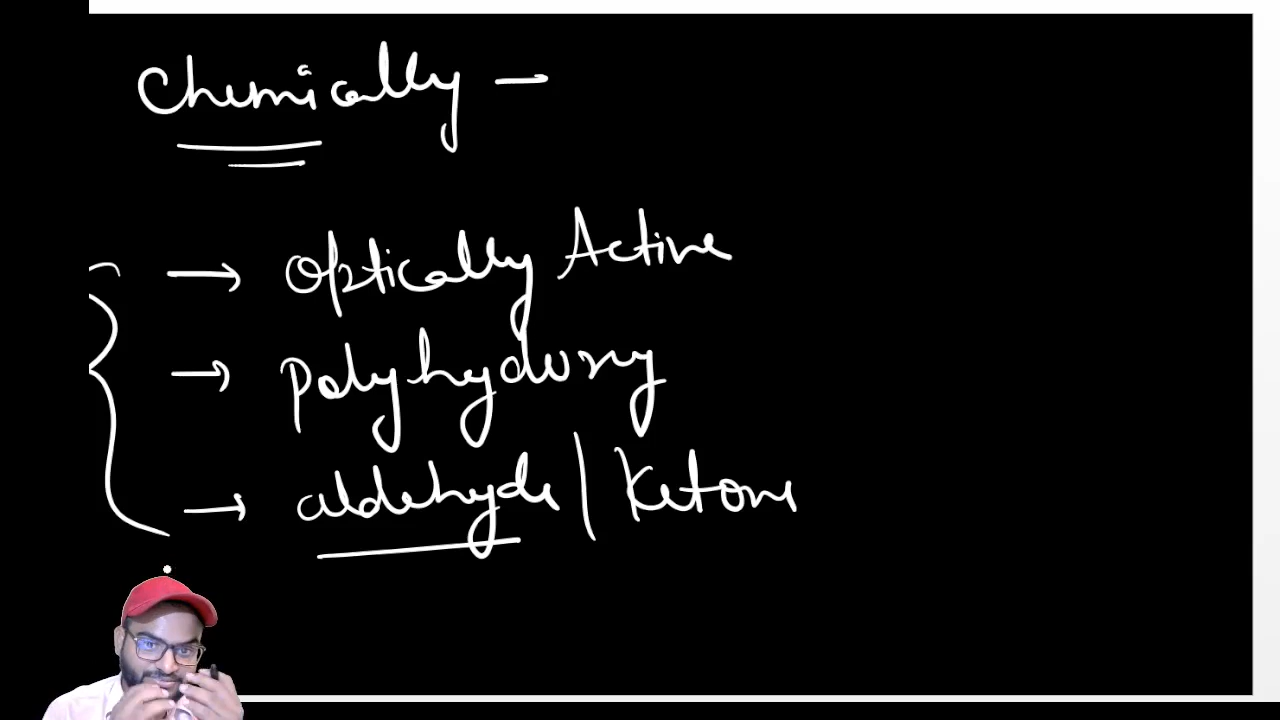 Chemically →
→ Optically Active
→ Polyhydroxy
→ aldehyde | Ketone